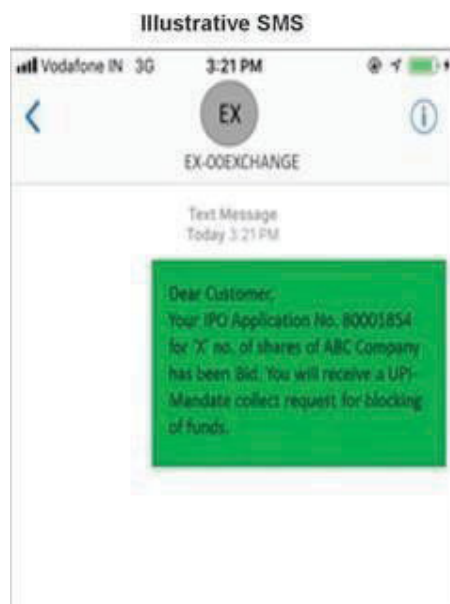 Illustrative SMS
Vodafone IN 3G 3:21 PM
EX
EX-OOEXCHANGE
Text Message
Today 3:21 PM
Dear Customer,
Your IPO Application No. 80001854
for 'X' no. of shares of ABC Company
has been Bid. You will receive a UPI-
Mandate collect request for blocking
of funds.